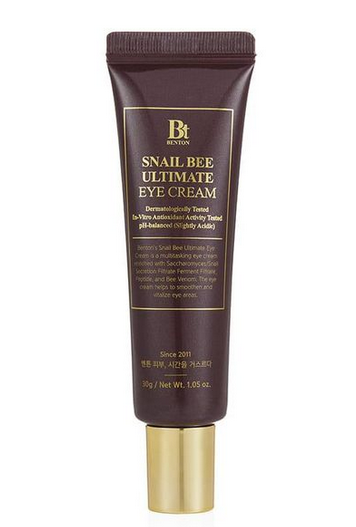 Bt
BENTON
SNAIL BEE
ULTIMATE
EYE CREAM
Dermatologically Tested
In-Vitro Antioxidant Activity Tested
pH-balanced (Slightly Acidic)
Benton's Snail Bee Ultimate Eye
Cream is a multitasking eye cream
enriched with Saccharomyces/Snail
Secretion Filtrate Ferment Filtrate,
Peptide, and Bee Venom. The eye
cream helps to smoothen and
vitalize eye areas.
Since 2011
벤튼 피부, 시간을 거스르다
30g / Net Wt. 1.05 oz.